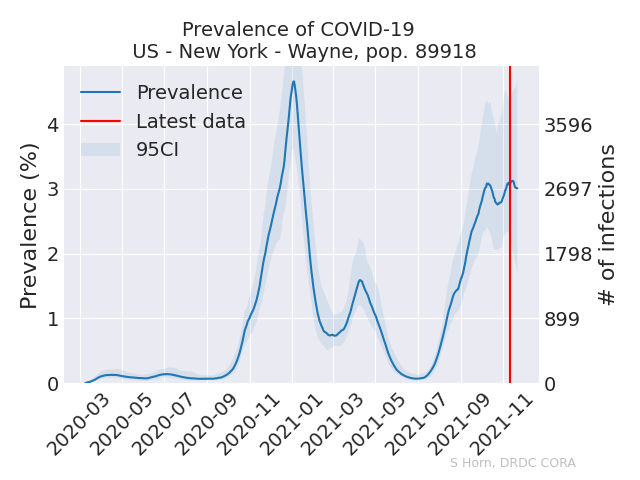 Prevalence of COVID-19
US - New York - Wayne, pop. 89918
Prevalence
Latest data
95CI
Prevalence (%)
4
3
2
1
0
3596
2697
1798
899
0
# of infections
2020-03
2020-05
2020-07
2020-09
2020-11
2021-01
2021-03
2021-05
2021-07
2021-09
2021-11
S Horn, DRDC CORA